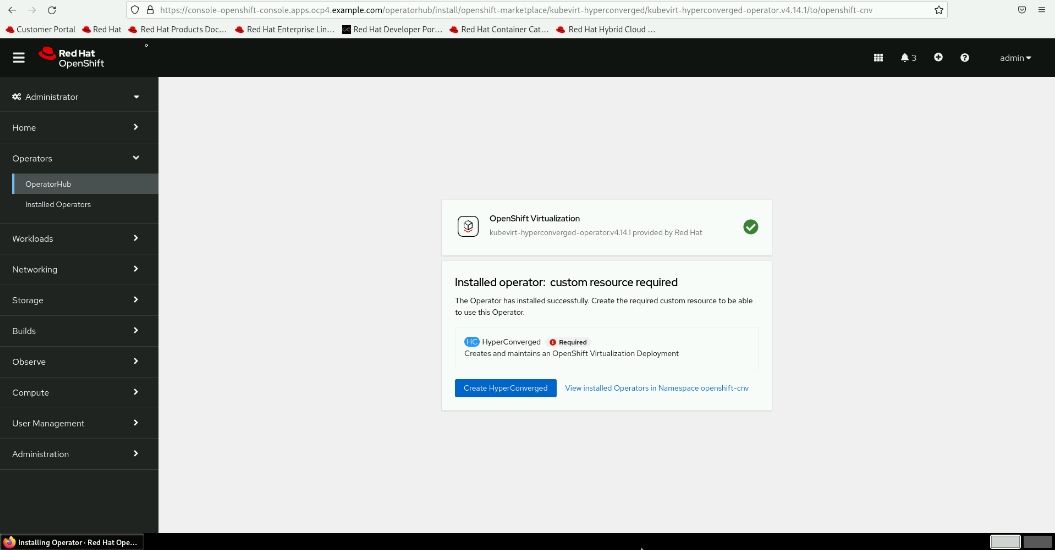 https://console-openshift-console.apps.ocp4.example.com/operatorhub/install/openshift-marketplace/kubevirt-hyperconverged/kubevirt-hyperconverged-operator.v4.14.1/to/openshift-cnv
Customer Portal Red Hat Red Hat Products Doc... Red Hat Enterprise Lin... Red Hat Developer Por... Red Hat Container Cat... Red Hat Hybrid Cloud ...
Red Hat
OpenShift
3
admin
Administrator
Home
Operators
OperatorHub
Installed Operators
Workloads
Networking
Storage
Builds
Observe
Compute
User Management
Administration
OpenShift Virtualization
kubevirt-hyperconverged-operator.v4.14.1 provided by Red Hat
Installed operator: custom resource required
The Operator has installed successfully. Create the required custom resource to be able
to use this Operator.
HC HyperConverged Required
Creates and maintains an OpenShift Virtualization Deployment
Create HyperConverged View installed Operators in Namespace openshift-cnv
Installing Operator · Red Hat Ope...